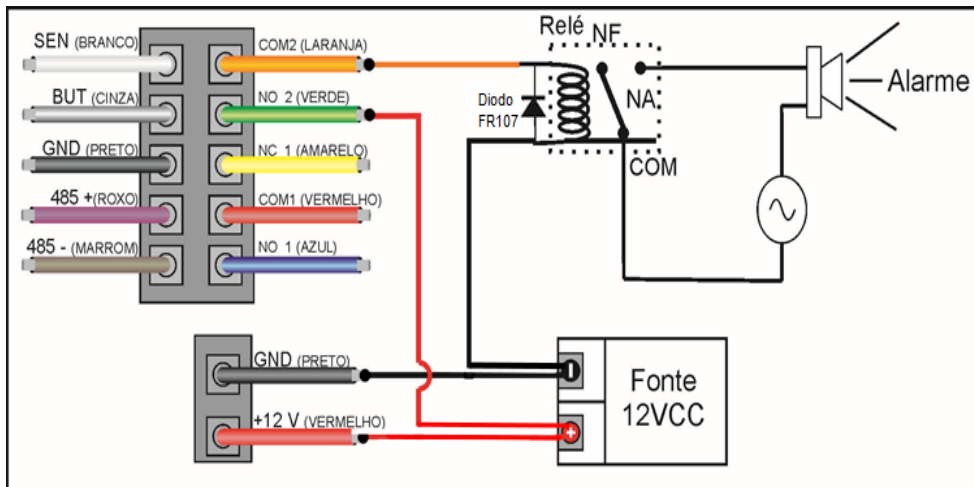 SEN (BRANCO)
BUT (CINZA)
GND (PRETO)
485 +(ROXO)
485 - (MARROM)
COM2 (LARANJA)
NO 2 (VERDE)
NC 1 (AMARELO)
COM1 (VERMELHO)
NO 1 (AZUL)
Relé
NF
NA
COM
Diodo
FR107
Alarme
GND (PRETO)
+12 V (VERMELHO)
Fonte
12VCC